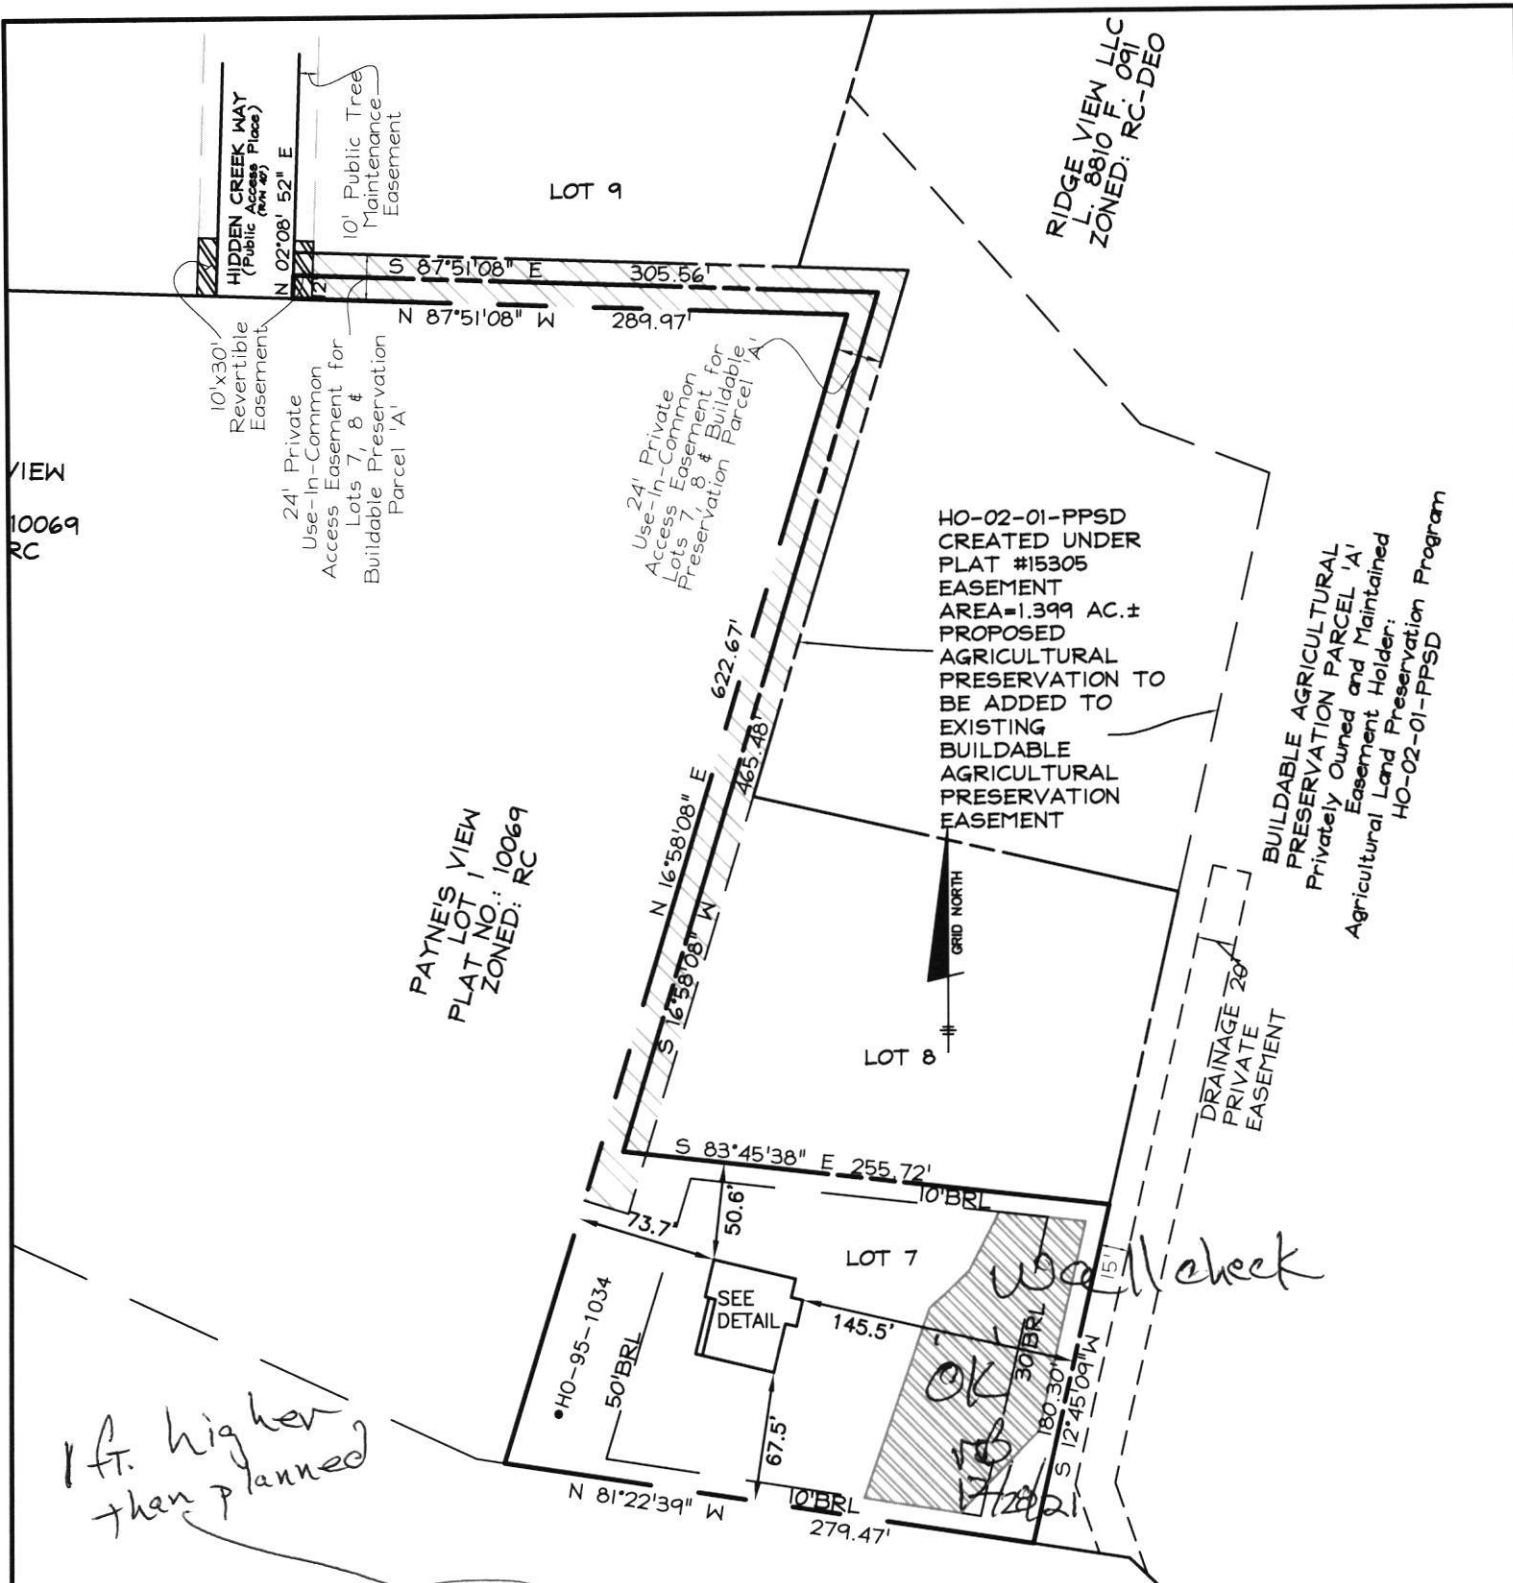 HIDDEN CREEK WAY
(Public Access Place)
(R/W 40')
N 02°08' 52" E
10' Public Tree
Maintenance
Easement
LOT 9
RIDGE VIEW LLC
L. 8810 F. 091
ZONED: RC-DEO
S 87°51'08" E 305.56'
N 87°51'08" W 289.97'
10'x30'
Revertible
Easement
24' Private
Use-In-Common
Access Easement for
Lots 7, 8 &
Buildable Preservation
Parcel 'A'
24' Private
Use-In-Common
Access Easement for
Lots 7, 8 & Buildable
Preservation Parcel 'A'
VIEW
10069
RC
HO-02-01-PPSD
CREATED UNDER
PLAT #15305
EASEMENT
AREA=1.399 AC.±
PROPOSED
AGRICULTURAL
PRESERVATION TO
BE ADDED TO
EXISTING
BUILDABLE
AGRICULTURAL
PRESERVATION
EASEMENT
BUILDABLE AGRICULTURAL
PRESERVATION PARCEL 'A'
Privately Owned and Maintained
Easement Holder:
Agricultural Land Preservation Program
HO-02-01-PPSD
622.67'
N 16°58'08" E
465.48'
S 16°58'08" W
PAYNE'S VIEW
PLAT LOT 1
PLAT NO.: 10069
ZONED: RC
GRID NORTH
LOT 8
DRAINAGE 20'
PRIVATE
EASEMENT
S 83°45'38" E 255.72'
10'BRL
73.7'
50.6'
LOT 7
15'
Wall check
SEE
DETAIL
145.5'
30'BRL
OK
•HO-95-1034
50'BRL
180.30'
S 12°45'09" W
67.5'
1 ft. higher
than planned
N 81°22'39" W
10'BRL
279.47'